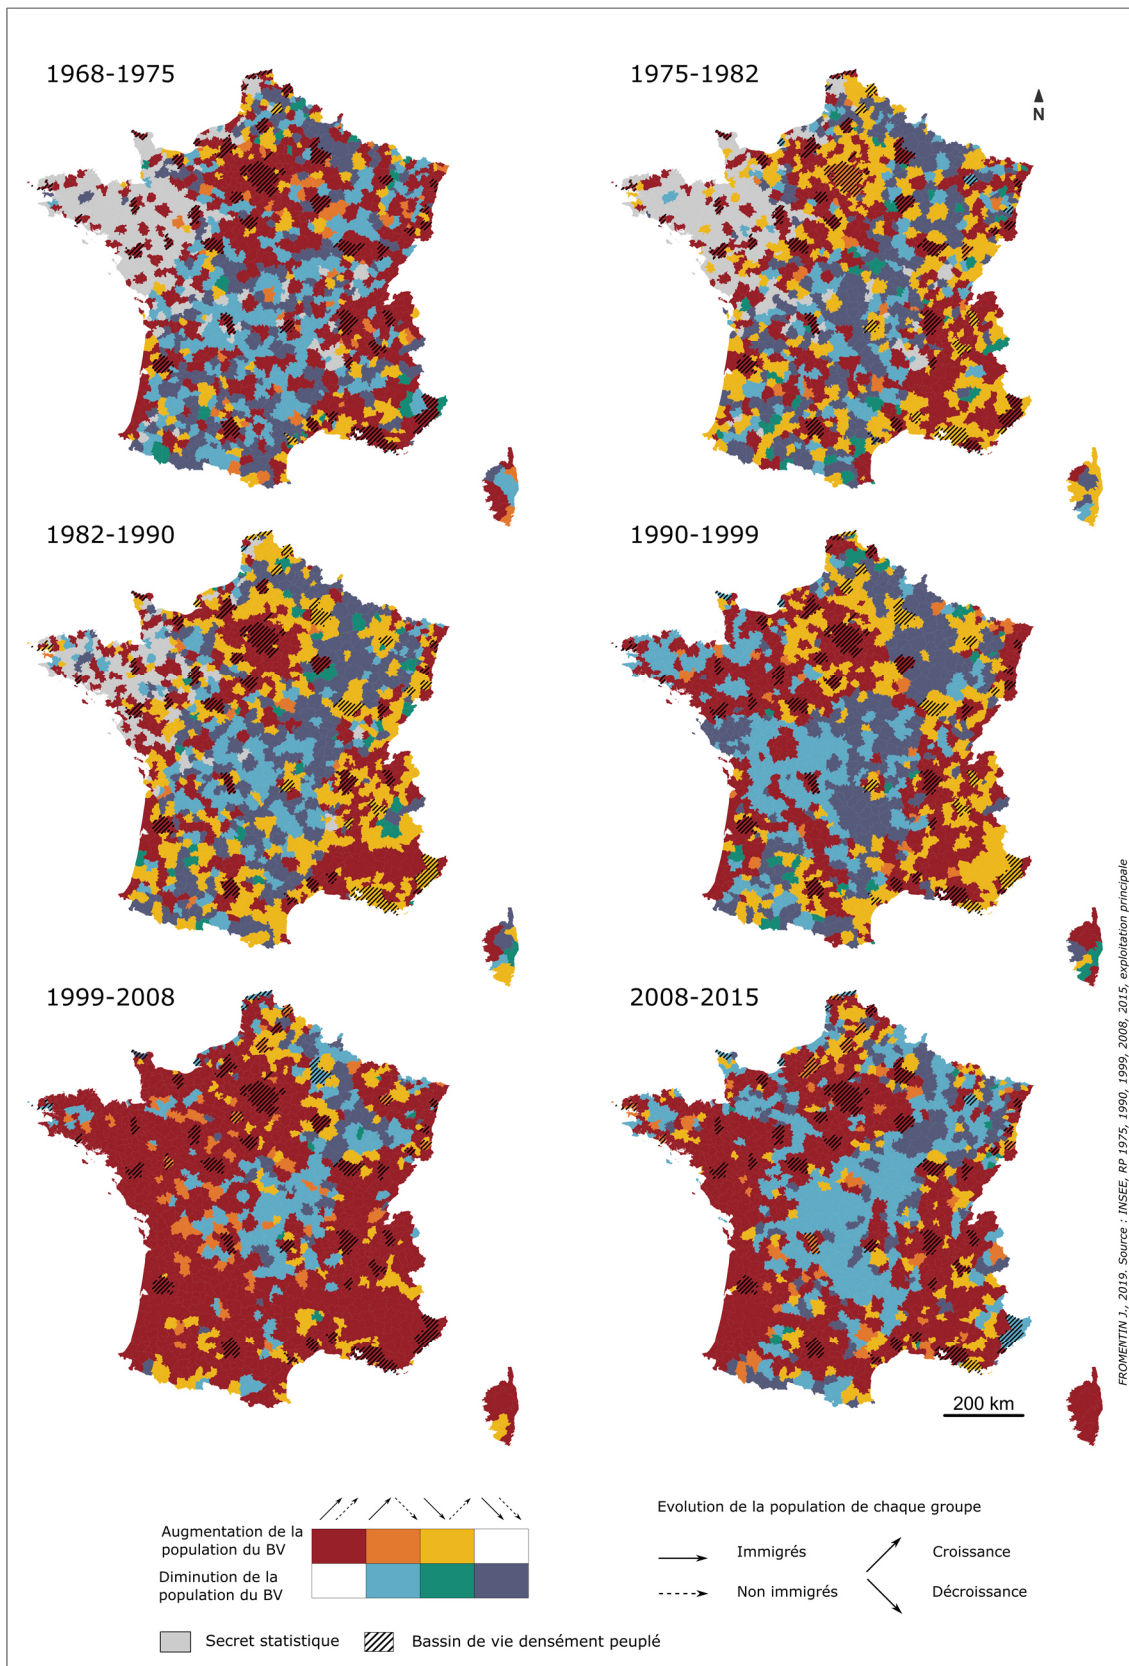 1968-1975
1975-1982
N
1982-1990
1990-1999
1999-2008
2008-2015
200 km
FROMENTIN J., 2019. Source : INSEE, RP 1975, 1990, 1999, 2008, 2015, exploitation principale
Augmentation de la
population du BV
Diminution de la
population du BV
Secret statistique
Bassin de vie densément peuplé
Evolution de la population de chaque groupe
Immigrés
Croissance
Non immigrés
Décroissance